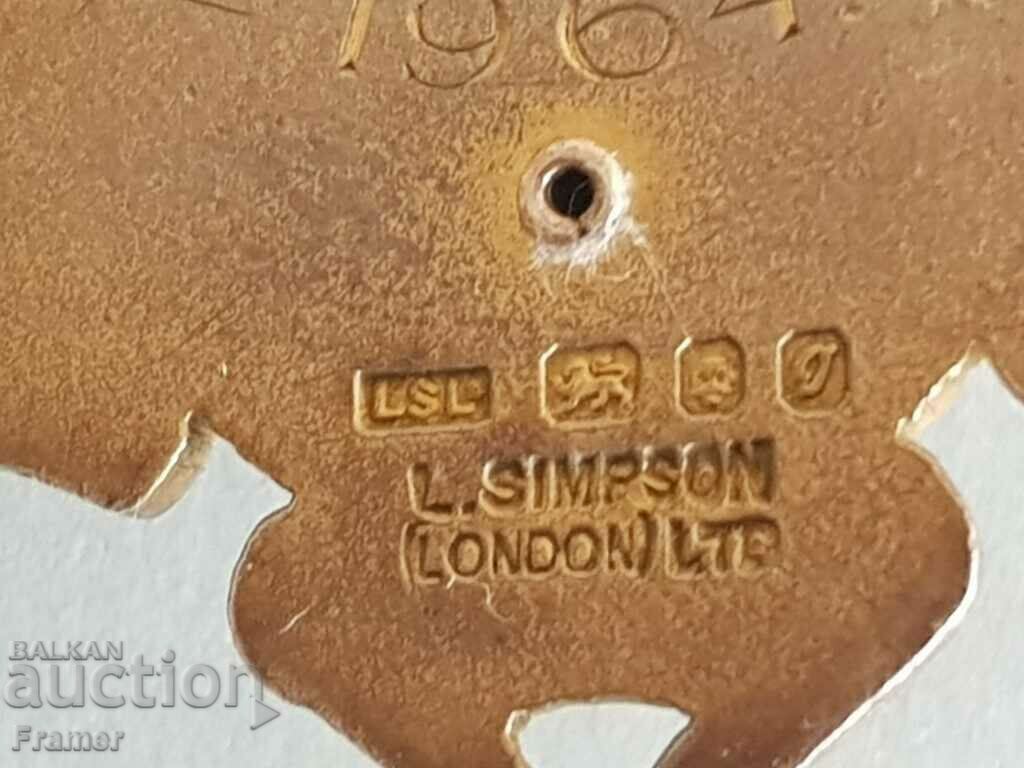 1964
LSL
L. SIMPSON
(LONDON) LTD
BALKAN
auction
Framer